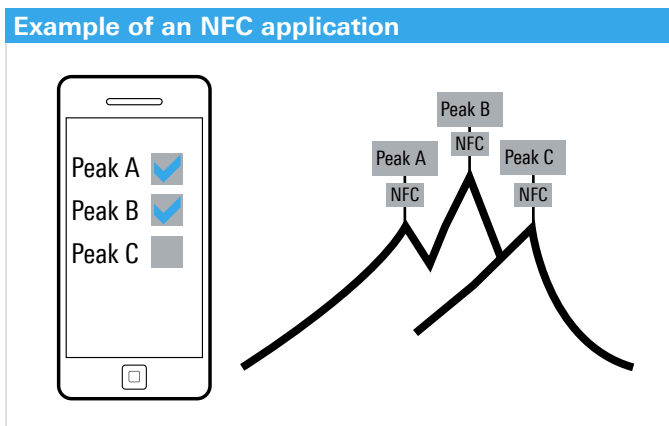 Example of an NFC application
Peak A
Peak B
Peak C
Peak B
NFC
Peak A
NFC
Peak C
NFC